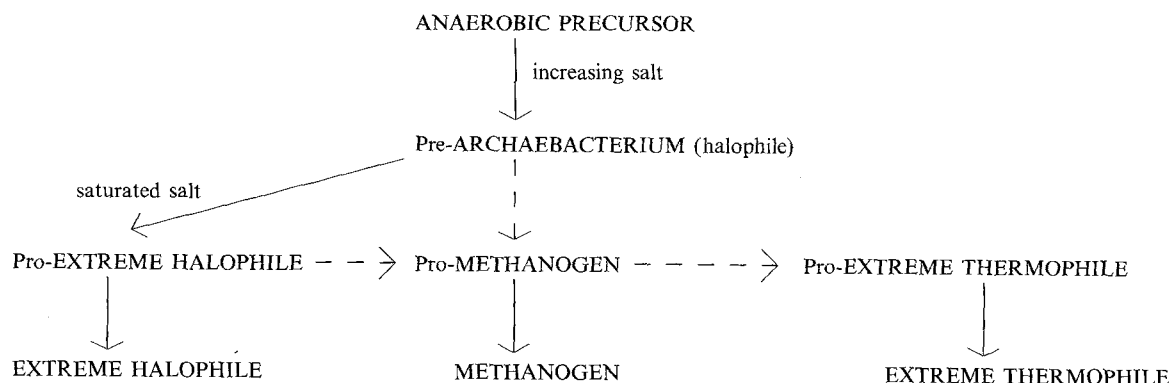 ANAEROBIC PRECURSOR
increasing salt
Pre-ARCHAEBACTERIUM (halophile)
saturated salt
Pro-EXTREME HALOPHILE
Pro-METHANOGEN
Pro-EXTREME THERMOPHILE
EXTREME HALOPHILE
METHANOGEN
EXTREME THERMOPHILE